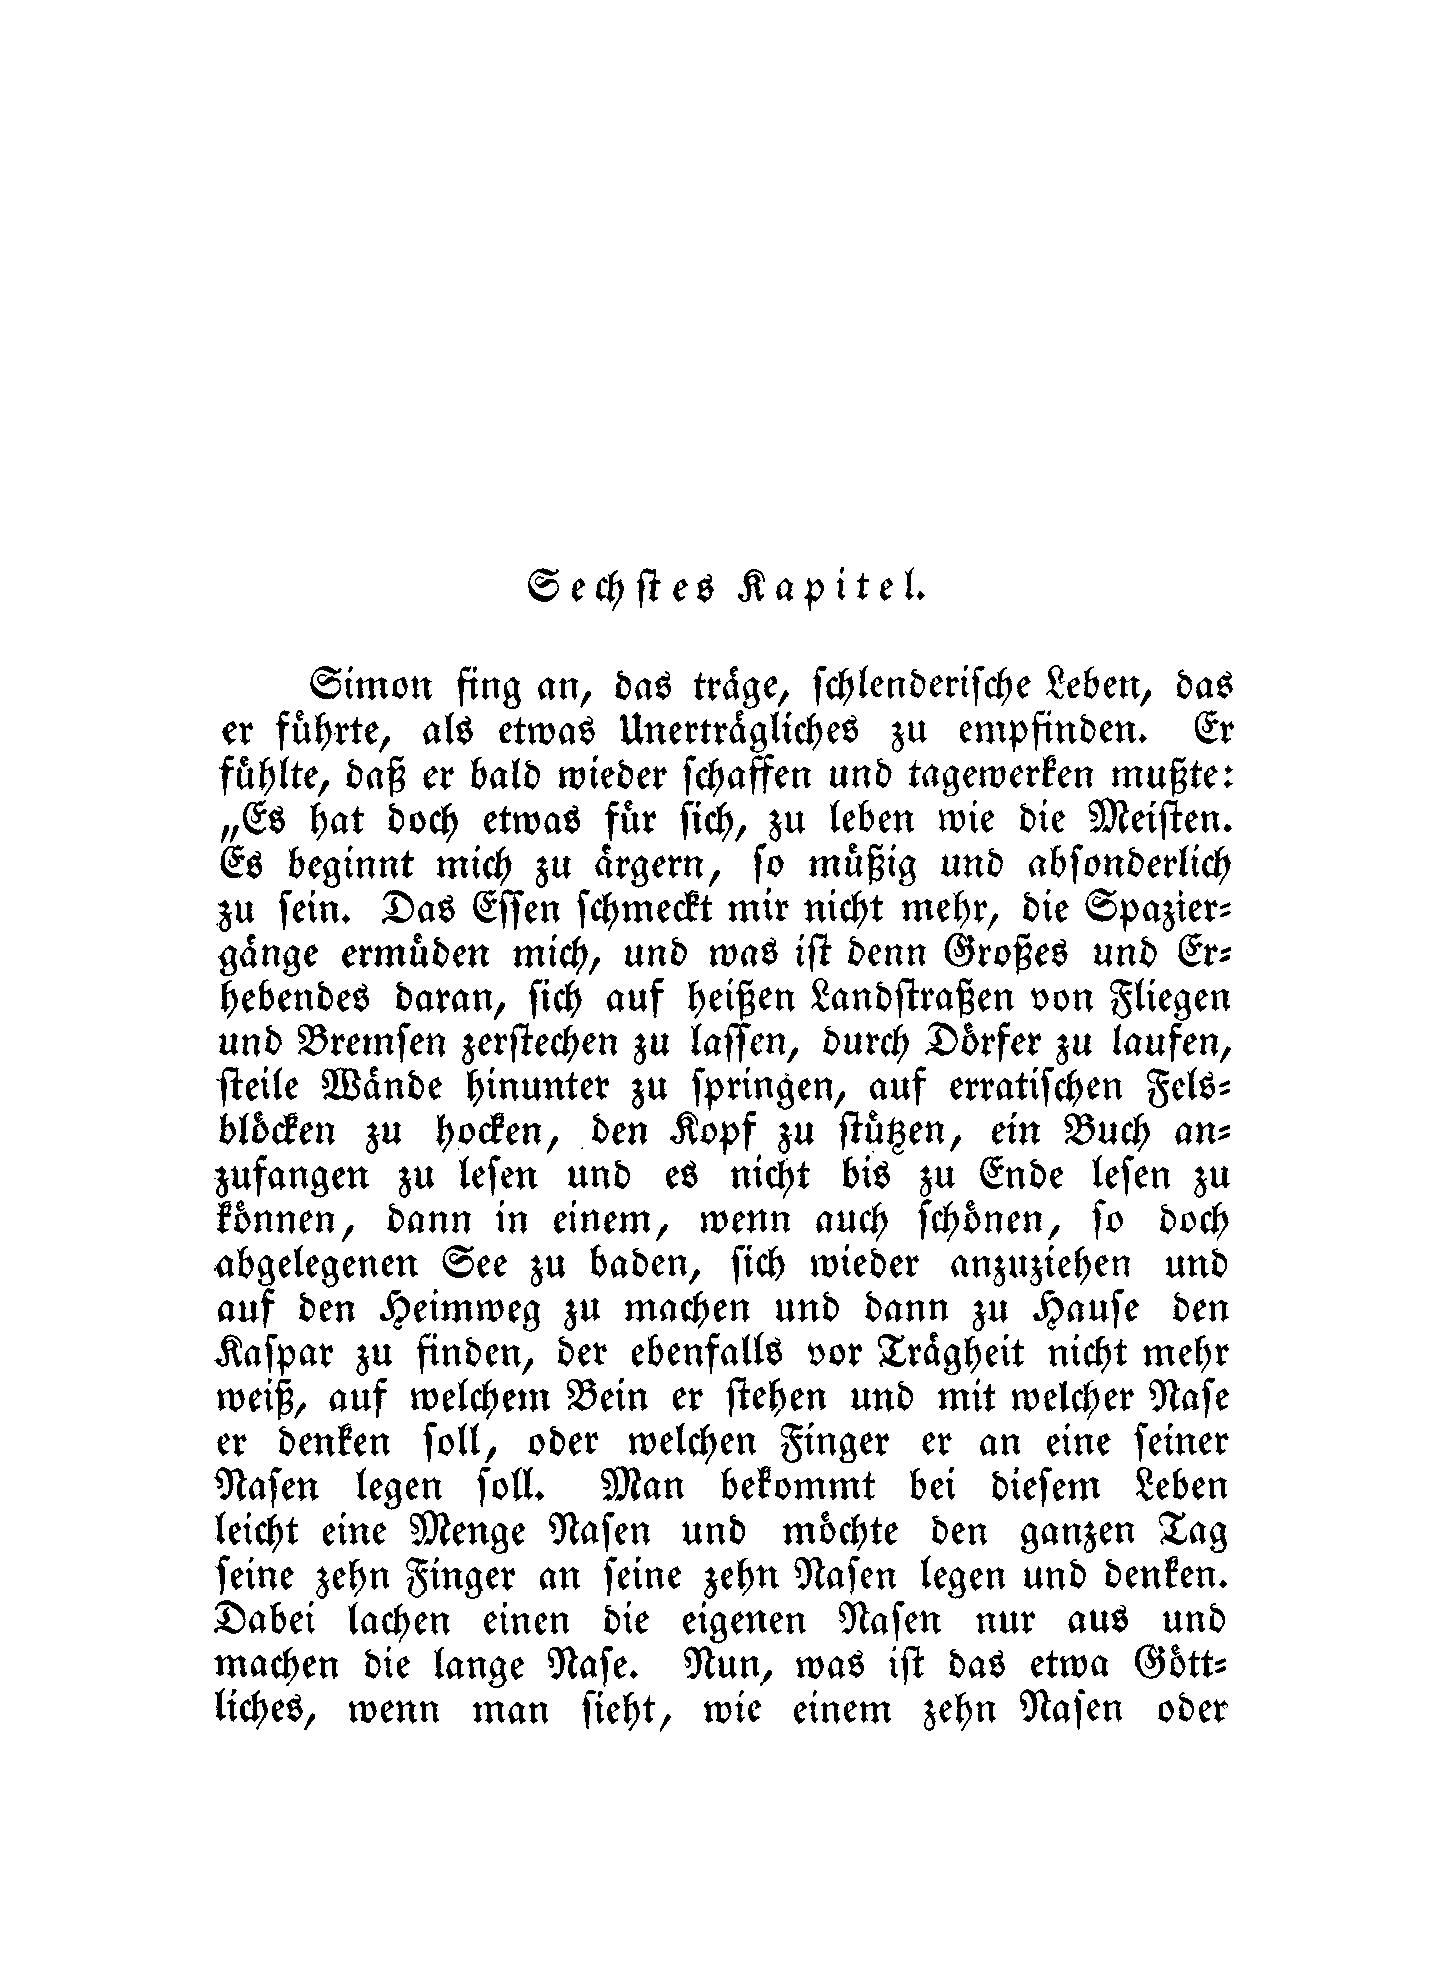 Sechstes Kapitel.
Simon fing an, das träge, schlenderische Leben, das
er führte, als etwas Unerträgliches zu empfinden. Er
fühlte, daß er bald wieder schaffen und tagewerken mußte:
„Es hat doch etwas für sich, zu leben wie die Meisten.
Es beginnt mich zu ärgern, so müßig und absonderlich
zu sein. Das Essen schmeckt mir nicht mehr, die Spazier-
gänge ermüden mich, und was ist denn Großes und Er-
hebendes daran, sich auf heißen Landstraßen von Fliegen
und Bremsen zerstechen zu lassen, durch Dörfer zu laufen,
steile Wände hinunter zu springen, auf erratischen Fels-
blöcken zu hocken, den Kopf zu stützen, ein Buch an-
zufangen zu lesen und es nicht bis zu Ende lesen zu
können, dann in einem, wenn auch schönen, so doch
abgelegenen See zu baden, sich wieder anzuziehen und
auf den Heimweg zu machen und dann zu Hause den
Kaspar zu finden, der ebenfalls vor Trägheit nicht mehr
weiß, auf welchem Bein er stehen und mit welcher Nase
er denken soll, oder welchen Finger er an eine seiner
Nasen legen soll. Man bekommt bei diesem Leben
leicht eine Menge Nasen und möchte den ganzen Tag
seine zehn Finger an seine zehn Nasen legen und denken.
Dabei lachen einen die eigenen Nasen nur aus und
machen die lange Nase. Nun, was ist das etwa Gött-
liches, wenn man sieht, wie einem zehn Nasen oder